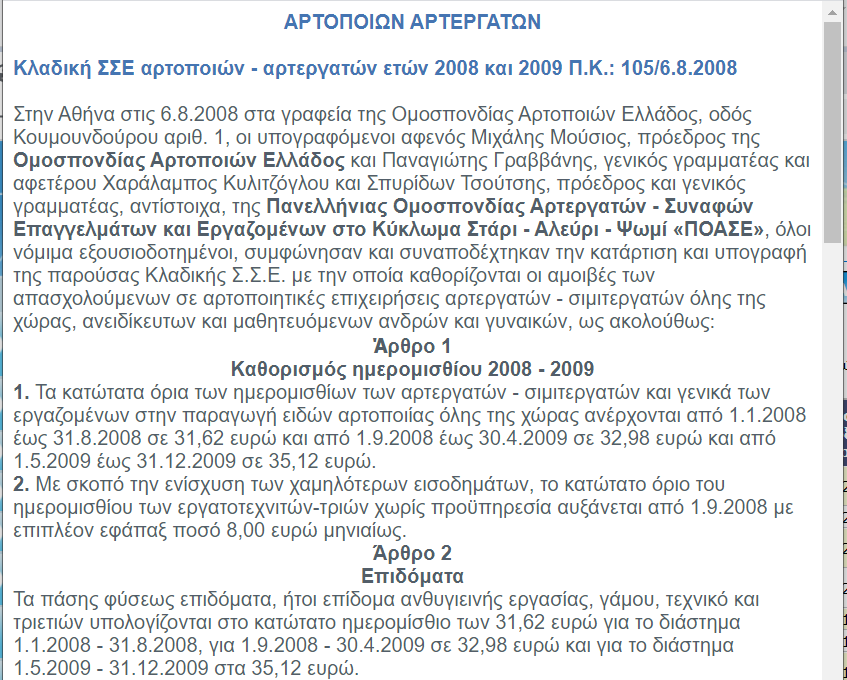 ΑΡΤΟΠΟΙΩΝ ΑΡΤΕΡΓΑΤΩΝ
Κλαδική ΣΣΕ αρτοποιών - αρτεργατών ετών 2008 και 2009 Π.Κ.: 105/6.8.2008
Στην Αθήνα στις 6.8.2008 στα γραφεία της Ομοσπονδίας Αρτοποιών Ελλάδος, οδός
Κουμουνδούρου αριθ. 1, οι υπογραφόμενοι αφενός Μιχάλης Μούσιος, πρόεδρος της
Ομοσπονδίας Αρτοποιών Ελλάδος και Παναγιώτης Γραββάνης, γενικός γραμματέας και
αφετέρου Χαράλαμπος Κυλιτζόγλου και Σπυρίδων Τσούτσης, πρόεδρος και γενικός
γραμματέας, αντίστοιχα, της Πανελλήνιας Ομοσπονδίας Αρτεργατών - Συναφών
Επαγγελμάτων και Εργαζομένων στο Κύκλωμα Στάρι - Αλεύρι - Ψωμί «ΠΟΑΣΕ», όλοι
νόμιμα εξουσιοδοτημένοι, συμφώνησαν και συναποδέχτηκαν την κατάρτιση και υπογραφή
της παρούσας Κλαδικής Σ.Σ.Ε. με την οποία καθορίζονται οι αμοιβές των
απασχολούμενων σε αρτοποιητικές επιχειρήσεις αρτεργατών - σιμιτεργατών όλης της
χώρας, ανειδίκευτων και μαθητευόμενων ανδρών και γυναικών, ως ακολούθως:
Άρθρο 1
Καθορισμός ημερομισθίου 2008 - 2009
1. Τα κατώτατα όρια των ημερομισθίων των αρτεργατών - σιμιτεργατών και γενικά των
εργαζομένων στην παραγωγή ειδών αρτοποιίας όλης της χώρας ανέρχονται από 1.1.2008
έως 31.8.2008 σε 31,62 ευρώ και από 1.9.2008 έως 30.4.2009 σε 32,98 ευρώ και από
1.5.2009 έως 31.12.2009 σε 35,12 ευρώ.
2. Με σκοπό την ενίσχυση των χαμηλότερων εισοδημάτων, το κατώτατο όριο του
ημερομισθίου των εργατοτεχνιτών-τριών χωρίς προϋπηρεσία αυξάνεται από 1.9.2008 με
επιπλέον εφάπαξ ποσό 8,00 ευρώ μηνιαίως.
Άρθρο 2
Επιδόματα
Τα πάσης φύσεως επιδόματα, ήτοι επίδομα ανθυγιεινής εργασίας, γάμου, τεχνικό και
τριετιών υπολογίζονται στο κατώτατο ημερομίσθιο των 31,62 ευρώ για το διάστημα
1.1.2008 - 31.8.2008, για 1.9.2008 - 30.4.2009 σε 32,98 ευρώ και για το διάστημα
1.5.2009 - 31.12.2009 στα 35,12 ευρώ.